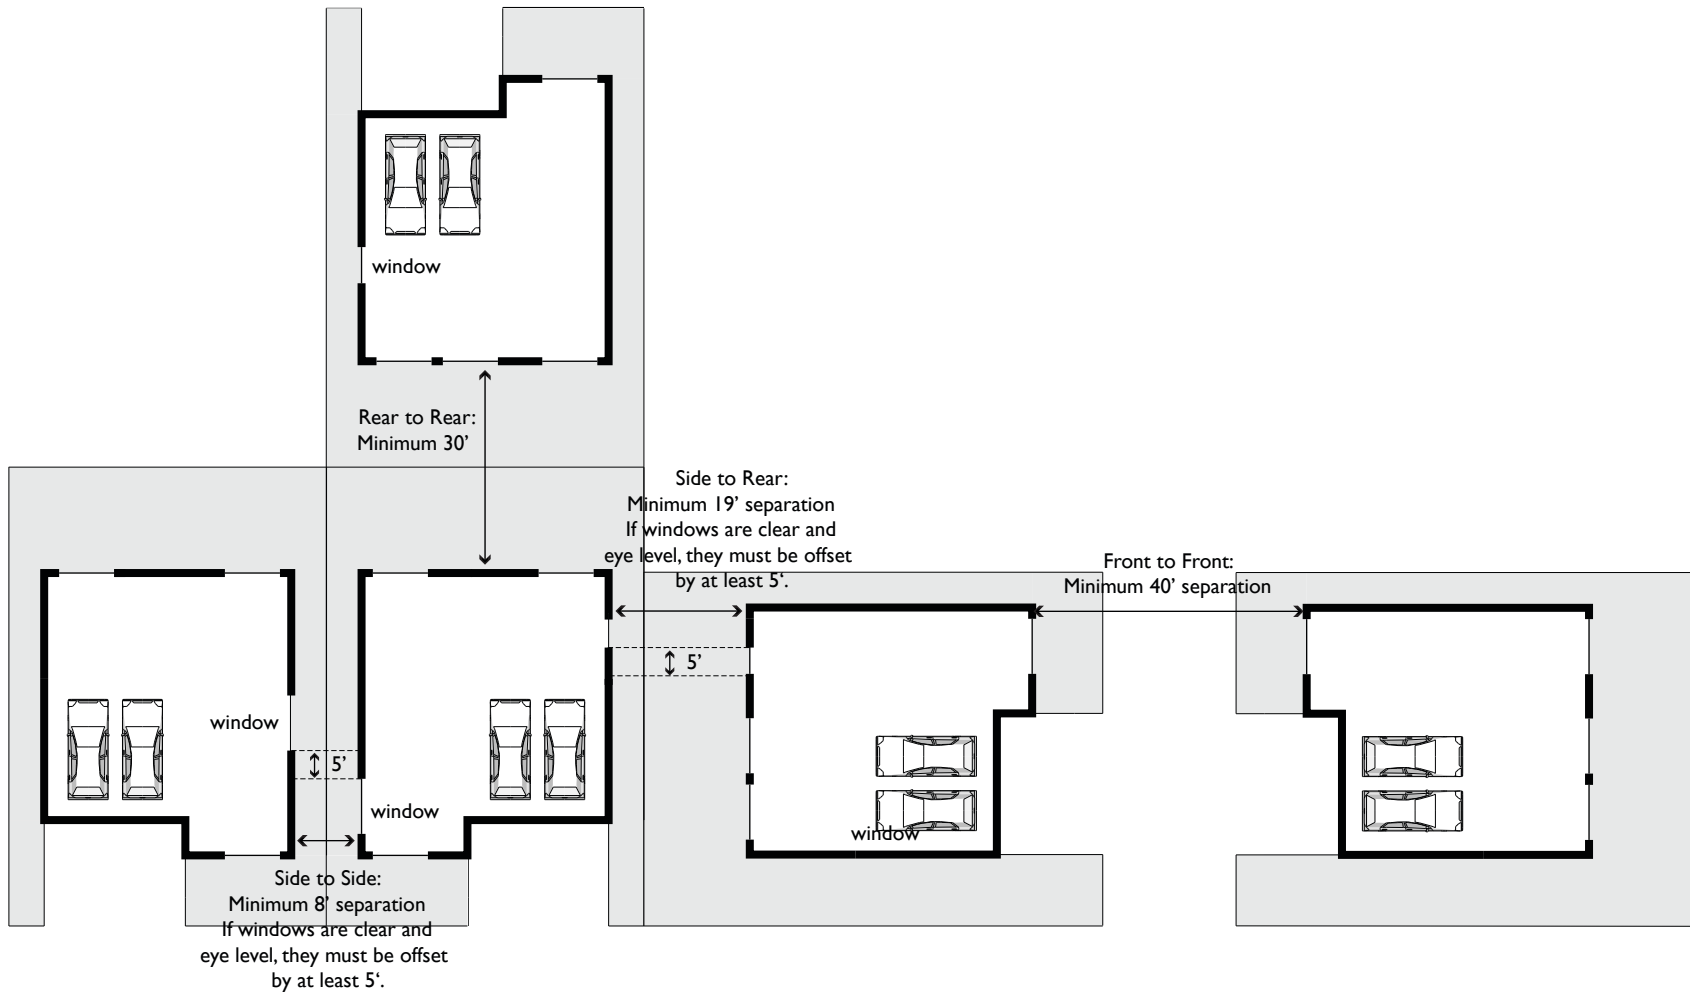 window
Rear to Rear:
Minimum 30’
Side to Rear:
Minimum 19’ separation
If windows are clear and
eye level, they must be offset
by at least 5‘.
Front to Front:
Minimum 40’ separation
5’
window
5’
window
window
Side to Side:
Minimum 8’ separation
If windows are clear and
eye level, they must be offset
by at least 5‘.